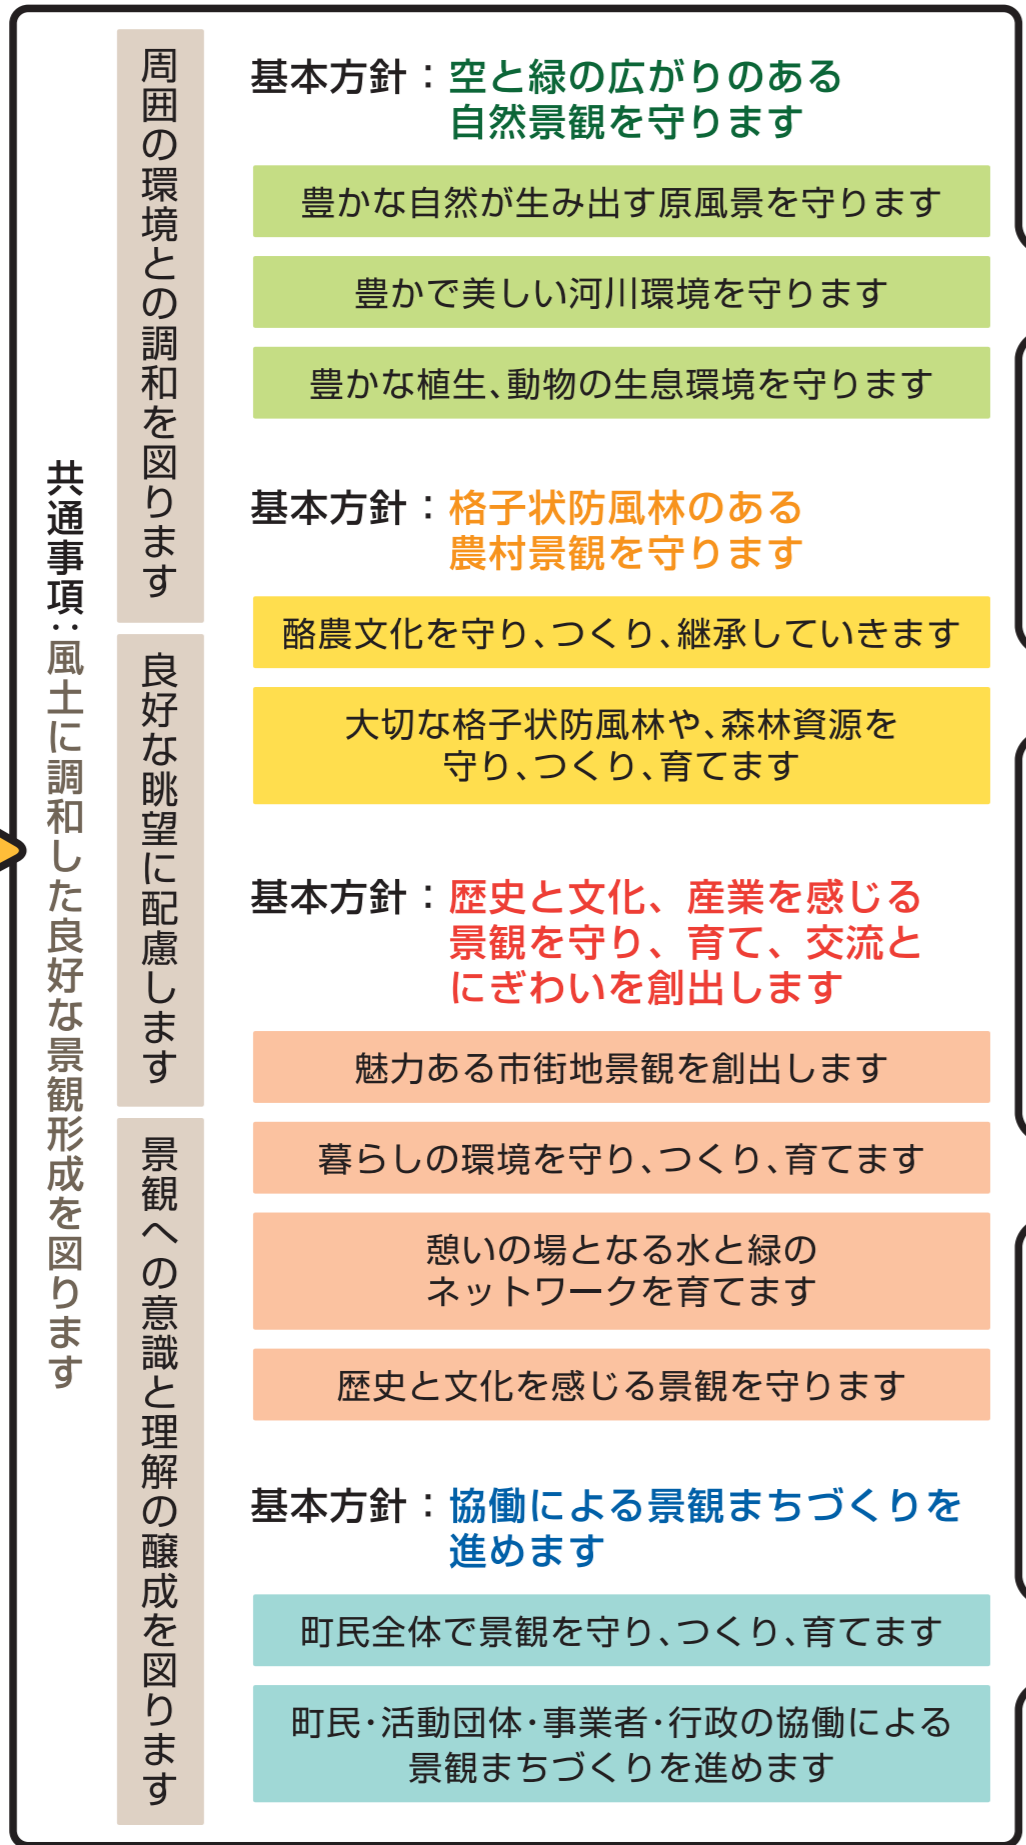 共通事項：風土に調和した良好な景観形成を図ります
周囲の環境との調和を図ります
良好な眺望に配慮します
景観への意識と理解の醸成を図ります
基本方針：空と緑の広がりのある
自然景観を守ります
豊かな自然が生み出す原風景を守ります
豊かで美しい河川環境を守ります
豊かな植生、動物の生息環境を守ります
基本方針：格子状防風林のある
農村景観を守ります
酪農文化を守り、つくり、継承していきます
大切な格子状防風林や、森林資源を
守り、つくり、育てます
基本方針：歴史と文化、産業を感じる
景観を守り、育て、交流と
にぎわいを創出します
魅力ある市街地景観を創出します
暮らしの環境を守り、つくり、育てます
憩いの場となる水と緑の
ネットワークを育てます
歴史と文化を感じる景観を守ります
基本方針：協働による景観まちづくりを
進めます
町民全体で景観を守り、つくり、育てます
町民・活動団体・事業者・行政の協働による
景観まちづくりを進めます